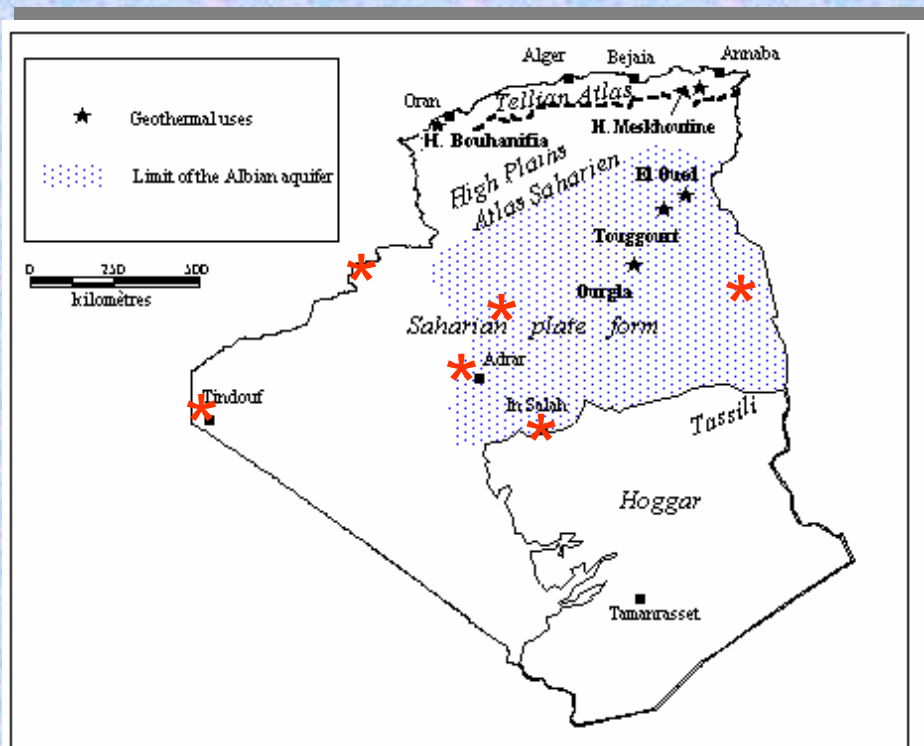 Alger
Bejaia
Annaba
Oran
Tellian Atlas
Geothermal uses
H. Bouhanifia
H. Meskhoutine
Limit of the Albian aquifer
High Plains
Atlas Saharien
El Oued
Touggourt
0 250 500
kilomètres
Ourgla
Saharian plate form
Adrar
Tindouf
In Salah
Tassili
Hoggar
Tamanrasset